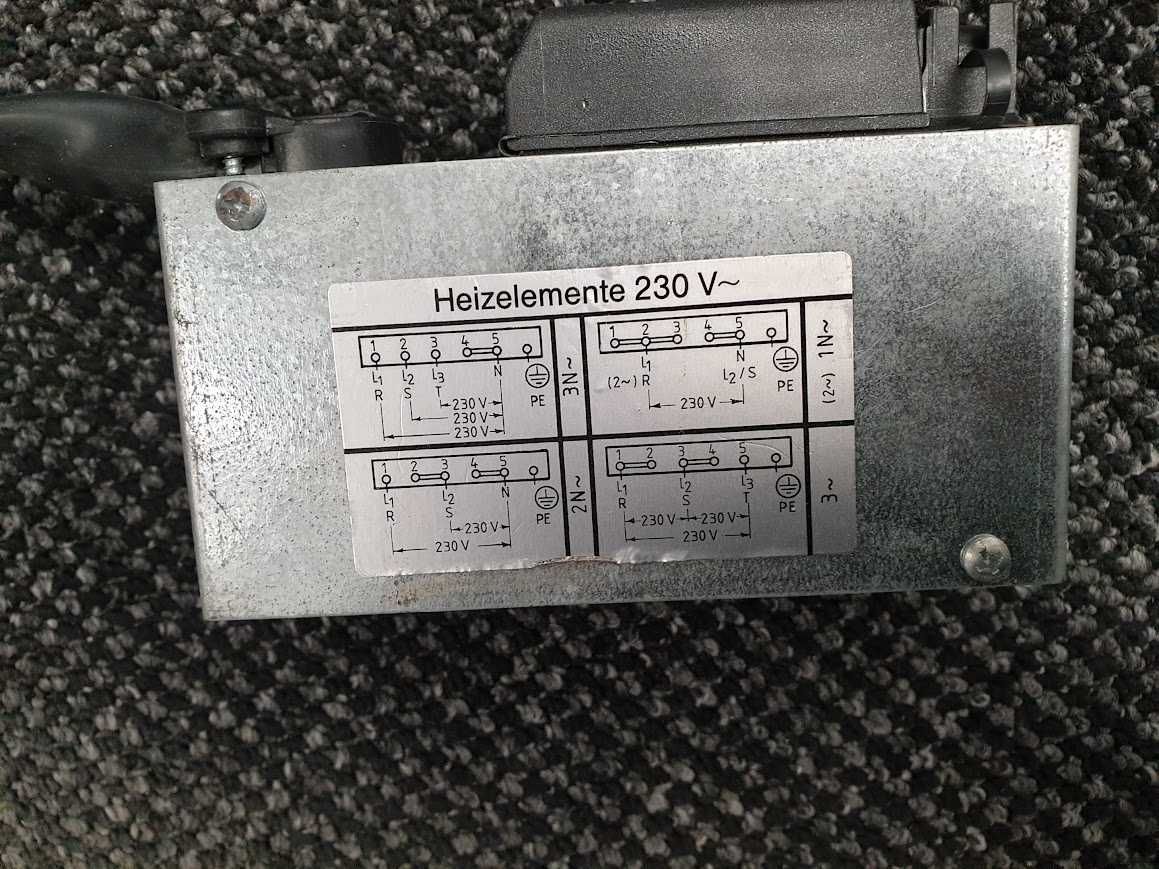 Heizelemente 230 V~
1 2 3 4 5
L1 L2 L3 N
R S T PE
230 V
230 V
230 V
3N~
1 2 3 4 5
L1 N
(2~) R L2/S PE
230 V
(2~) 1N~
1 2 3 4 5
L1 L2 N
R S PE
230 V
230 V
2N~
1 2 3 4 5
L1 L2 L3
R S T PE
230 V 230 V
230 V
3~